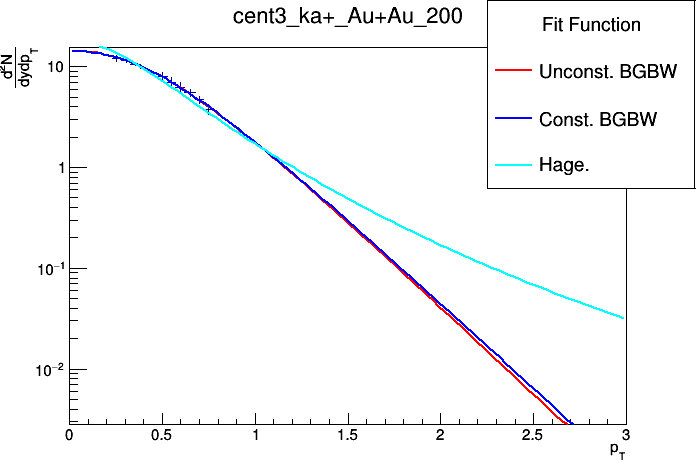 cent3_ka+_Au+Au_200
Fit Function
Unconst. BGBW
Const. BGBW
Hage.
d²N
dydp_T
10
1
10⁻¹
10⁻²
0
0.5
1
1.5
2
2.5
3
p_T